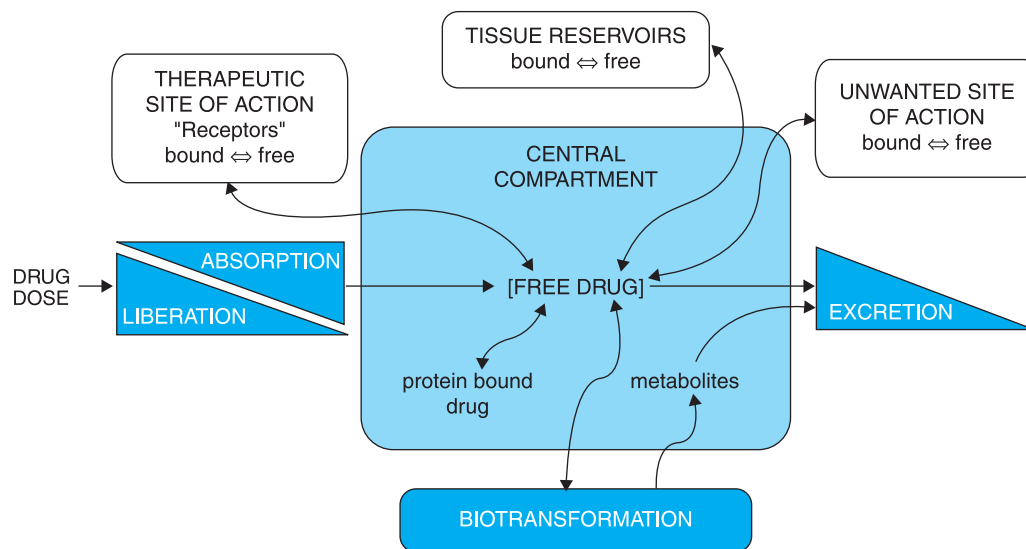 TISSUE RESERVOIRS
bound ⇔ free
THERAPEUTIC
SITE OF ACTION
"Receptors"
bound ⇔ free
UNWANTED SITE
OF ACTION
bound ⇔ free
CENTRAL
COMPARTMENT
DRUG
DOSE
ABSORPTION
LIBERATION
[FREE DRUG]
EXCRETION
protein bound
drug
metabolites
BIOTRANSFORMATION